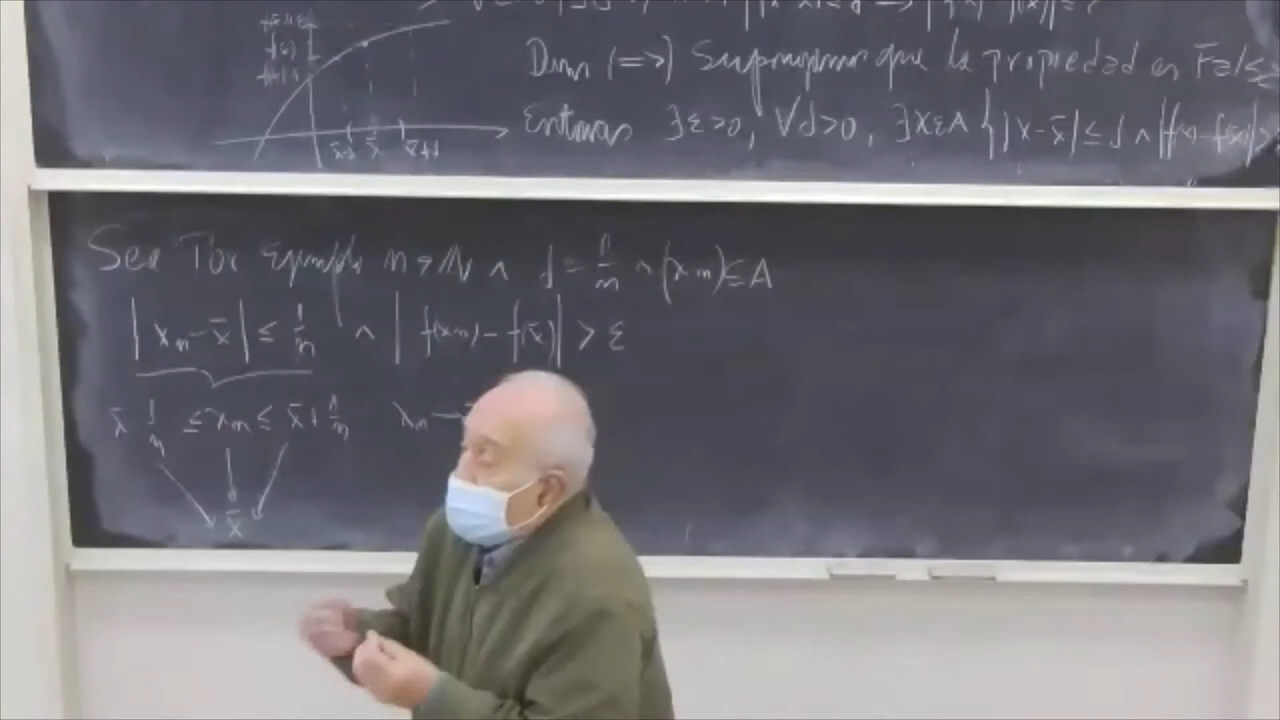 Dem (=>) Supongamos que la propiedad es Falsa
Entonces ∃ε>0, ∀δ>0, ∃x∈A {|x-x̄|≤δ ∧ |f(x)-f(x̄)|>
x̄-δ x̄ x̄+δ
Sea Por ejemplo n∈ℕ ∧ δ=1/n ∧ (xn)⊆A
|xn-x̄| ≤ 1/n ∧ |f(xn)-f(x̄)| > ε
x̄ 1/n ≤ xn ≤ x̄+1/n xn→
x̄